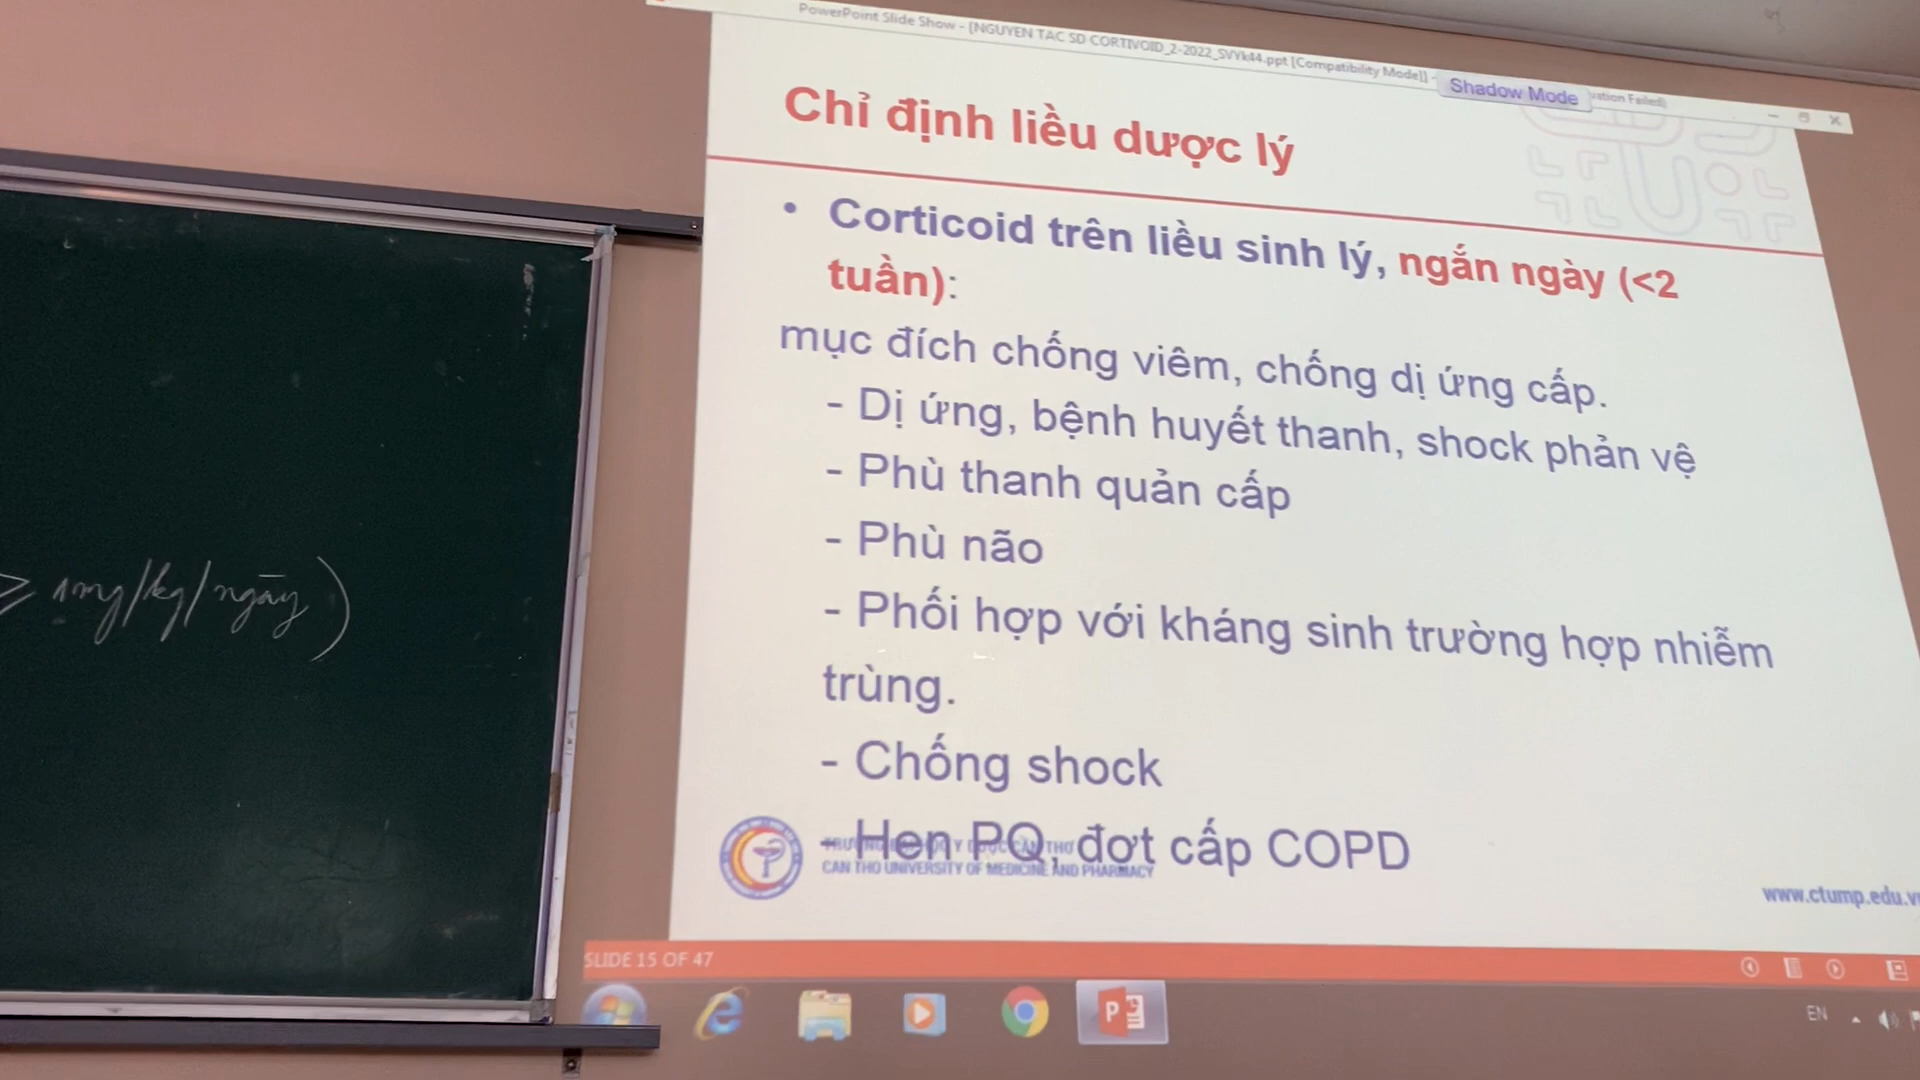 PowerPoint Slide Show - [NGUYEN TAC SD CORTIVOID_2-2022_SVYk44.ppt [Compatibility Mode]] -
Shadow Mode
Failed)
Chỉ định liều dược lý
• Corticoid trên liều sinh lý, ngắn ngày (<2
tuần):
mục đích chống viêm, chống dị ứng cấp.
- Dị ứng, bệnh huyết thanh, shock phản vệ
- Phù thanh quản cấp
- Phù não
- Phối hợp với kháng sinh trường hợp nhiễm
trùng.
- Chống shock
- Hen PQ, đợt cấp COPD
CAN THO UNIVERSITY OF MEDICINE AND PHARMACY
www.ctump.edu.v
SLIDE 15 OF 47
EN
≥ 1mg/kg/ngày)